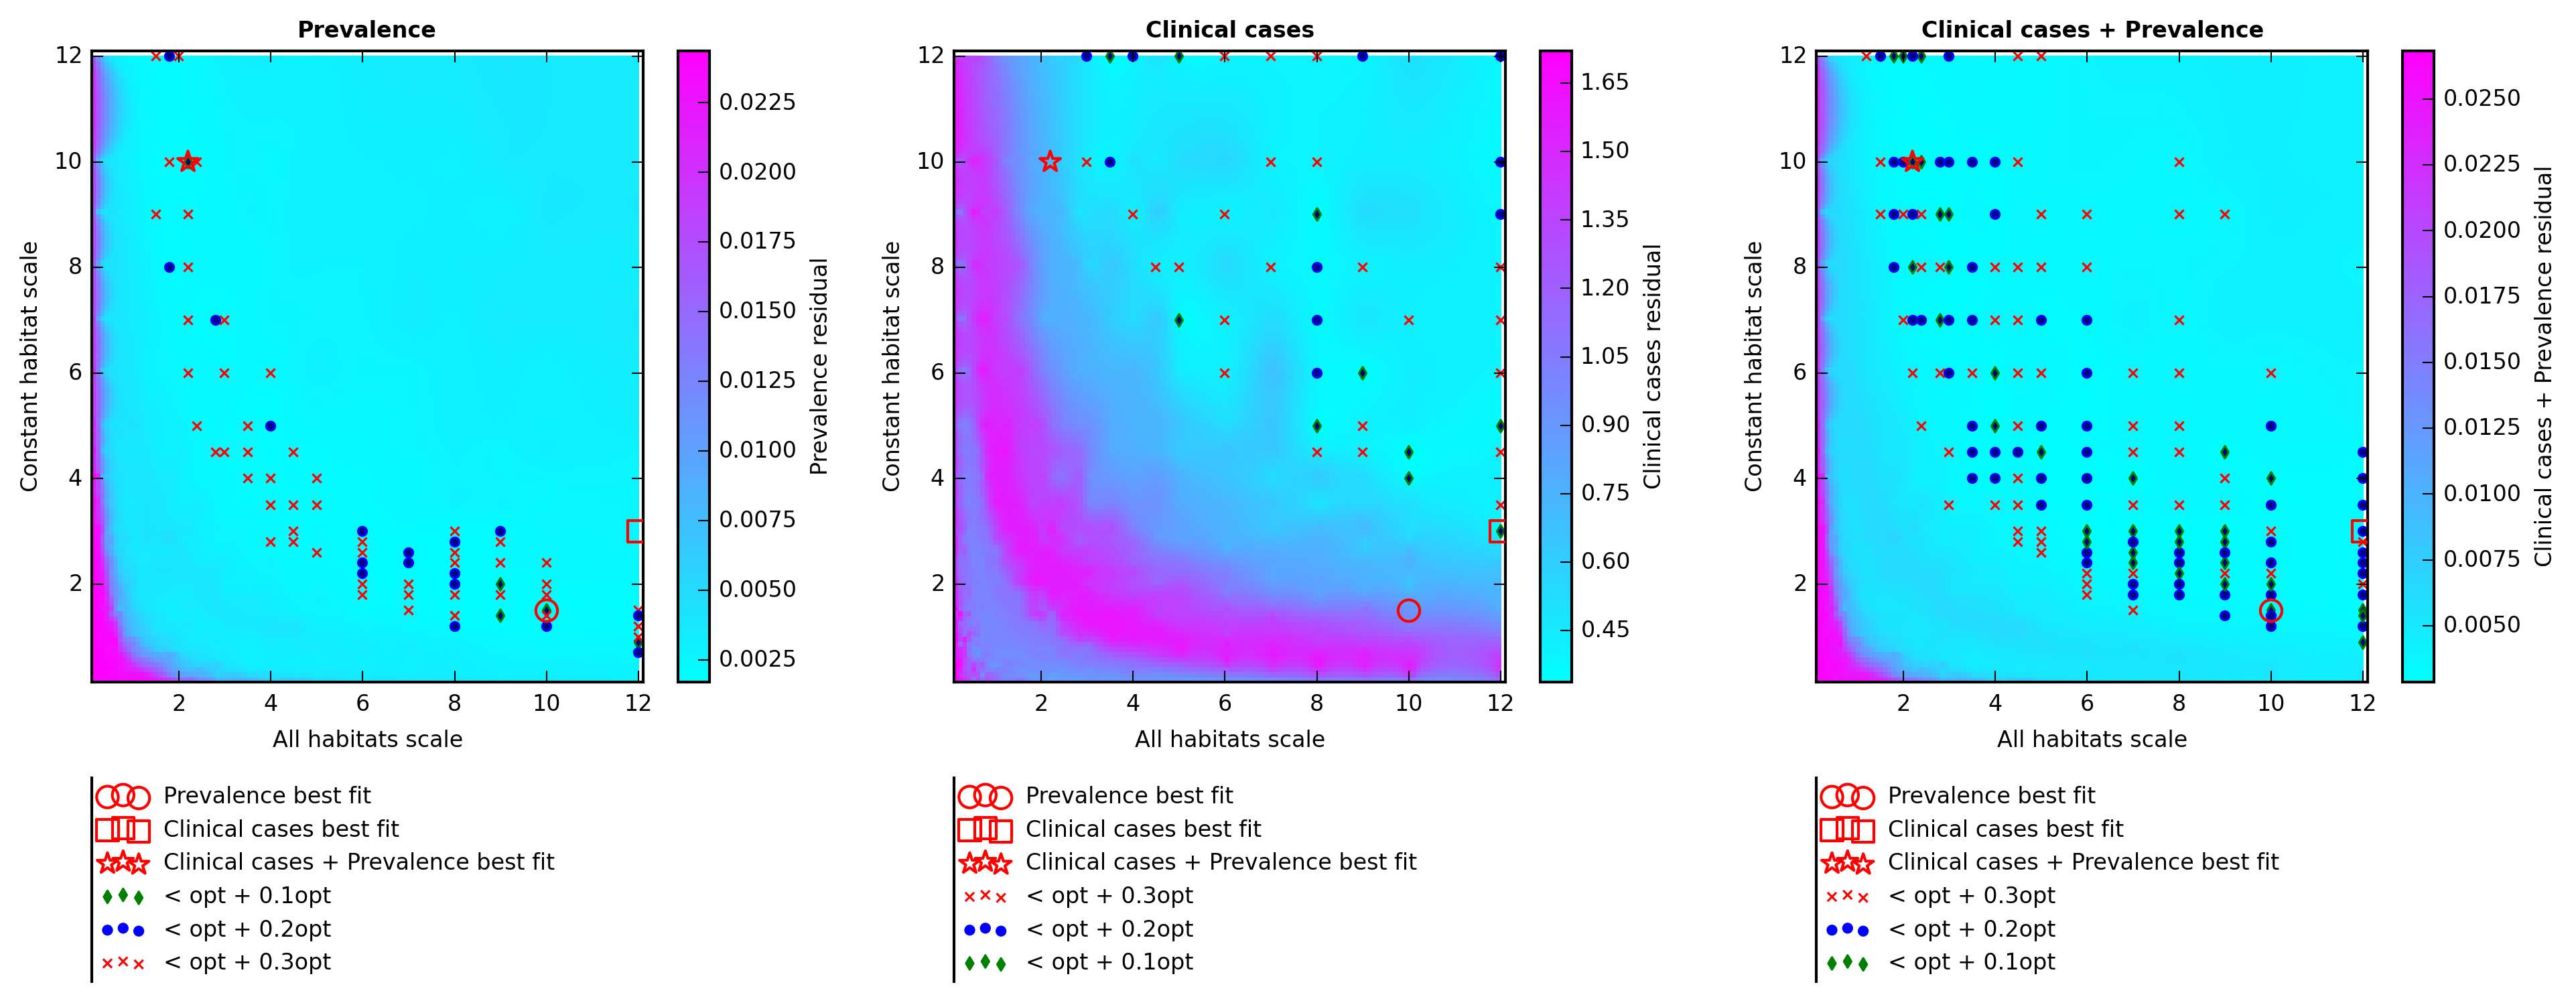 Prevalence
12
10
8
6
4
2
2 4 6 8 10 12
Constant habitat scale
All habitats scale
0.0225
0.0200
0.0175
0.0150
0.0125
0.0100
0.0075
0.0050
0.0025
Prevalence residual
Prevalence best fit
Clinical cases best fit
Clinical cases + Prevalence best fit
< opt + 0.1opt
< opt + 0.2opt
< opt + 0.3opt
Clinical cases
12
10
8
6
4
2
2 4 6 8 10 12
Constant habitat scale
All habitats scale
1.65
1.50
1.35
1.20
1.05
0.90
0.75
0.60
0.45
Clinical cases residual
Prevalence best fit
Clinical cases best fit
Clinical cases + Prevalence best fit
< opt + 0.3opt
< opt + 0.2opt
< opt + 0.1opt
Clinical cases + Prevalence
12
10
8
6
4
2
2 4 6 8 10 12
Constant habitat scale
All habitats scale
0.0250
0.0225
0.0200
0.0175
0.0150
0.0125
0.0100
0.0075
0.0050
Clinical cases + Prevalence residual
Prevalence best fit
Clinical cases best fit
Clinical cases + Prevalence best fit
< opt + 0.3opt
< opt + 0.2opt
< opt + 0.1opt